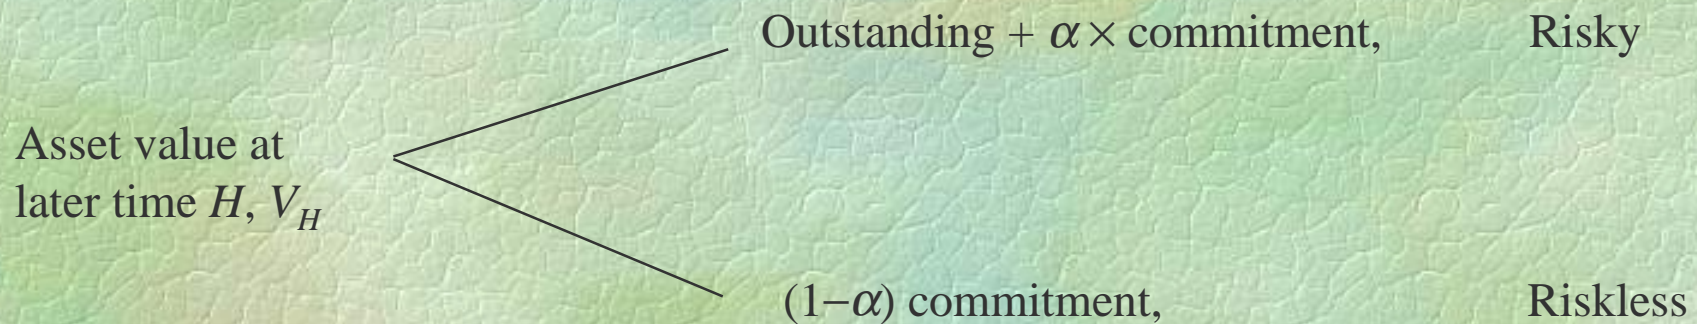 Outstanding + α × commitment, Risky
Asset value at
later time H, V_H
(1−α) commitment, Riskless